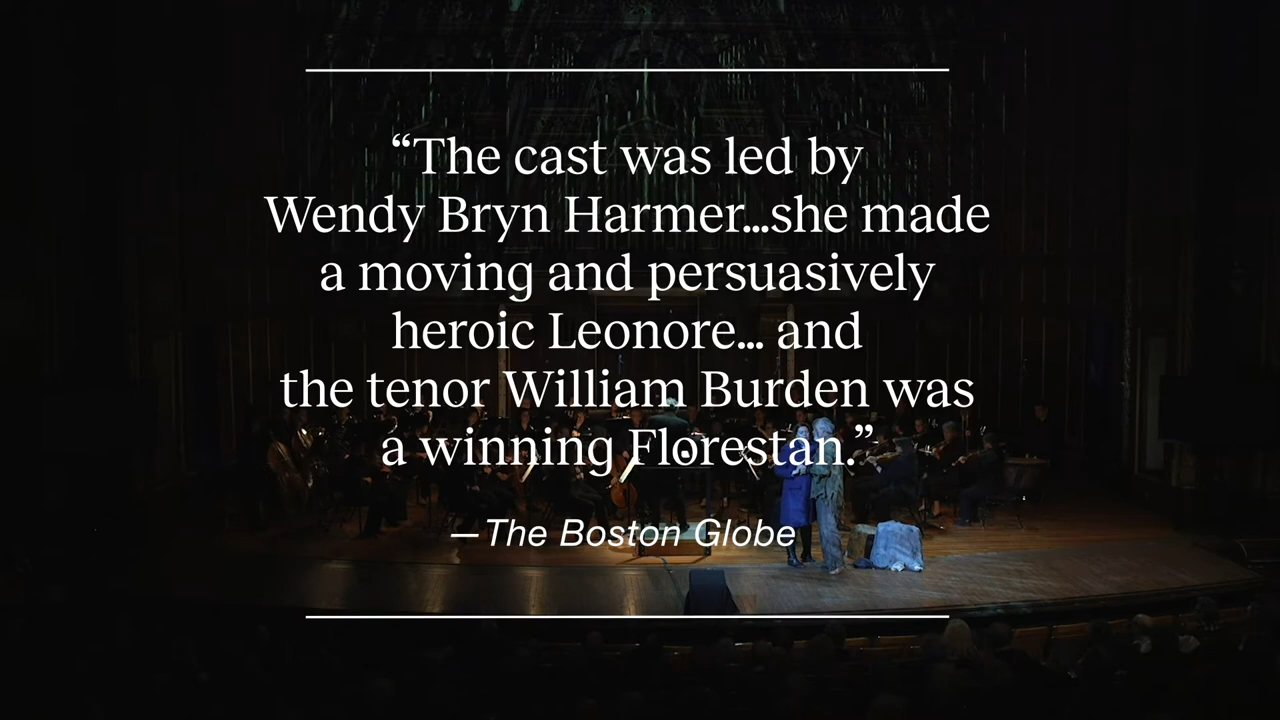 “The cast was led by
Wendy Bryn Harmer...she made
a moving and persuasively
heroic Leonore... and
the tenor William Burden was
a winning Florestan.”
—The Boston Globe